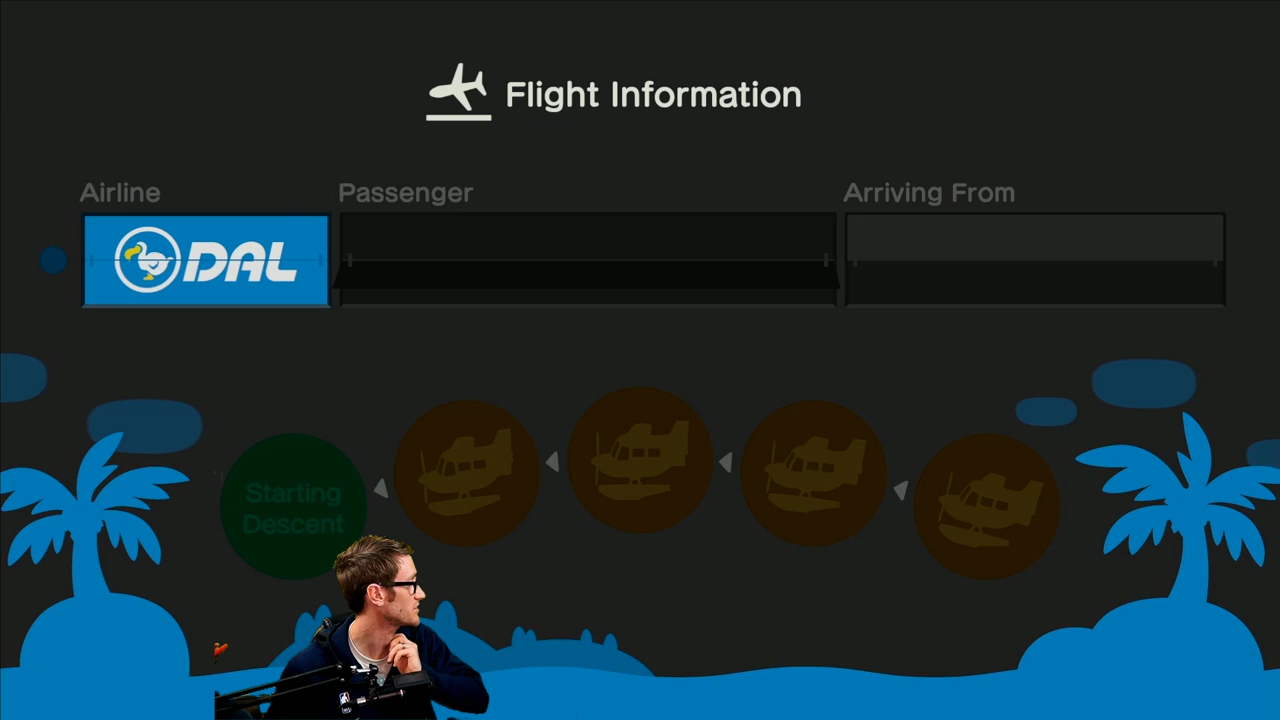 Flight Information
Airline
Passenger
Arriving From
DAL
Starting
Descent